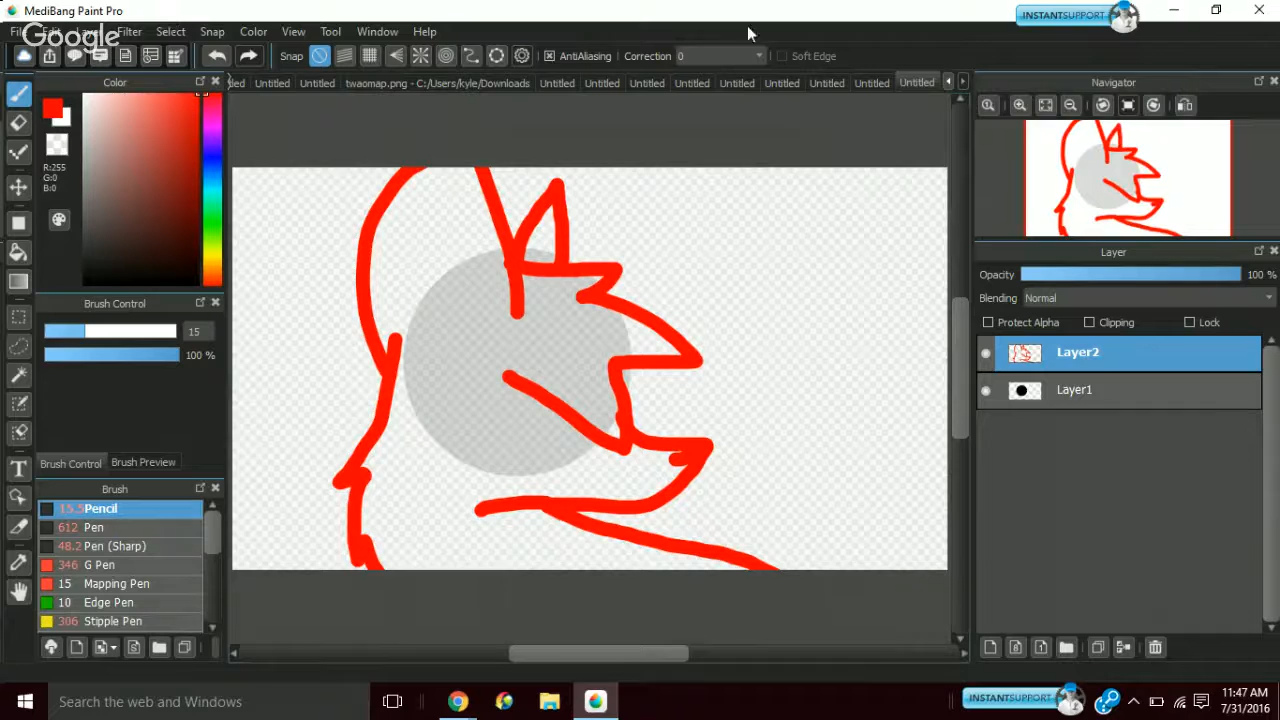 MediBang Paint Pro
INSTANTSUPPORT
File Edit Layer Filter Select Snap Color View Tool Window Help
Google
Snap AntiAliasing Correction 0 Soft Edge
Color
Untitled Untitled twaomap.png - C:/Users/kyle/Downloads Untitled Untitled Untitled Untitled Untitled Untitled Untitled Untitled Untitled
Navigator
R:255
G:0
B:0
Layer
Opacity 100 %
Blending Normal
Protect Alpha Clipping Lock
Layer2
Layer1
Brush Control
15
100 %
Brush Control Brush Preview
Brush
15.5 Pencil
612 Pen
48.2 Pen (Sharp)
346 G Pen
15 Mapping Pen
10 Edge Pen
306 Stipple Pen
Search the web and Windows
INSTANTSUPPORT
11:47 AM
7/31/2016